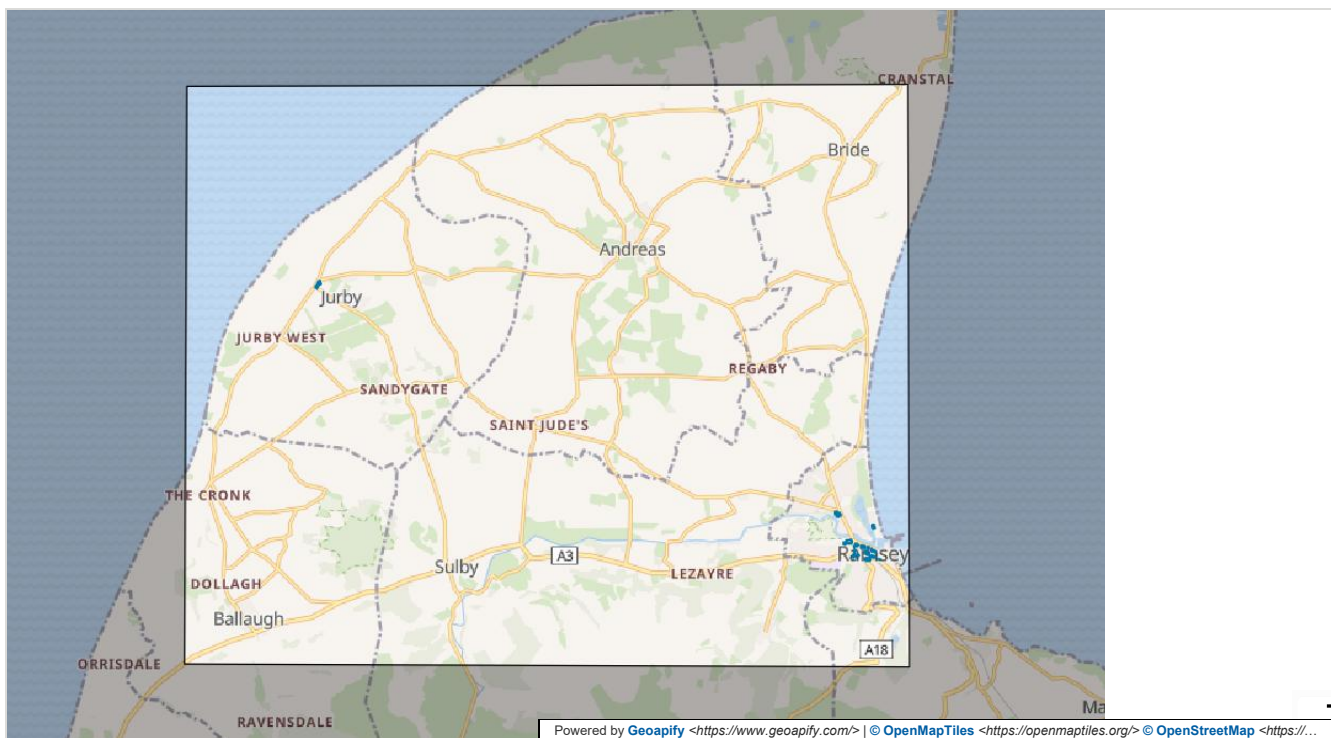 CRANSTAL
Bride
Andreas
Jurby
JURBY WEST
REGABY
SANDYGATE
SAINT JUDE'S
THE CRONK
Ramsey
A3
Sulby
LEZAYRE
DOLLAGH
Ballaugh
A18
ORRISDALE
RAVENSDALE
Ma
Powered by Geoapify <https://www.geoapify.com/> | © OpenMapTiles <https://openmaptiles.org/> © OpenStreetMap <https://…